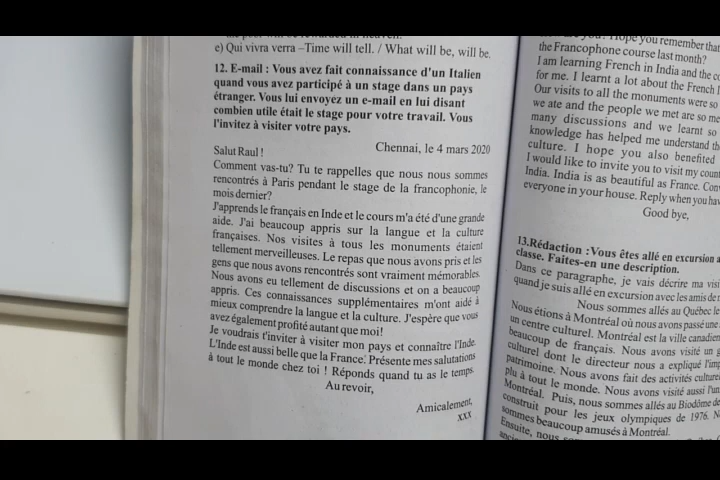 e) Qui vivra verra –Time will tell. / What will be, will be.
12. E-mail : Vous avez fait connaissance d'un Italien
quand vous avez participé à un stage dans un pays
étranger. Vous lui envoyez un e-mail en lui disant
combien utile était le stage pour votre travail. Vous
l'invitez à visiter votre pays.
Chennai, le 4 mars 2020
Salut Raul !
Comment vas-tu? Tu te rappelles que nous nous sommes
rencontrés à Paris pendant le stage de la francophonie, le
mois dernier?
J'apprends le français en Inde et le cours m'a été d'une grande
aide. J'ai beaucoup appris sur la langue et la culture
françaises. Nos visites à tous les monuments étaient
tellement merveilleuses. Le repas que nous avons pris et les
gens que nous avons rencontrés sont vraiment mémorables.
Nous avons eu tellement de discussions et on a beaucoup
appris. Ces connaissances supplémentaires m'ont aidé à
mieux comprendre la langue et la culture. J'espère que vous
avez également profité autant que moi!
Je voudrais t'inviter à visiter mon pays et connaître l'Inde.
L'Inde est aussi belle que la France. Présente mes salutations
à tout le monde chez toi ! Réponds quand tu as le temps.
Au revoir,
Amicalement,
xxx
you? Hope you remember that
the Francophone course last month?
I am learning French in India and the
for me. I learnt a lot about the French
Our visits to all the monuments were so
we ate and the people we met are so
many discussions and we learnt so
knowledge has helped me understand
culture. I hope you also benefited
I would like to invite you to visit my
India. India is as beautiful as France.
everyone in your house. Reply when you
Good bye,
13.Rédaction : Vous êtes allé en excursion
classe. Faites-en une description.
Dans ce paragraphe, je vais décrire ma
quand je suis allé en excursion avec les amis de
Nous sommes allés au Québec
Nous étions à Montréal où nous avons passé une
un centre culturel. Montréal est la ville
beaucoup de français. Nous avons visité un
culturel dont le directeur nous a expliqué
patrimoine. Nous avons fait des activités
plu à tout le monde. Nous avons visité aussi
Montréal. Puis, nous sommes allés au Biodôme
construit pour les jeux olympiques de 1976.
sommes beaucoup amusés à Montréal.
Ensuite, nous